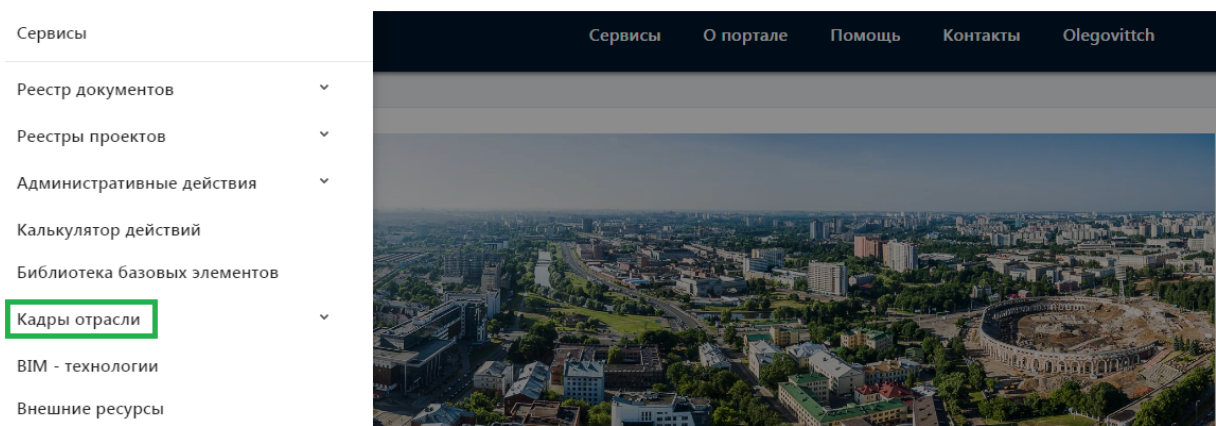 Сервисы
Сервисы О портале Помощь Контакты Olegovittch
Реестр документов
Реестры проектов
Административные действия
Калькулятор действий
Библиотека базовых элементов
Кадры отрасли
BIM - технологии
Внешние ресурсы